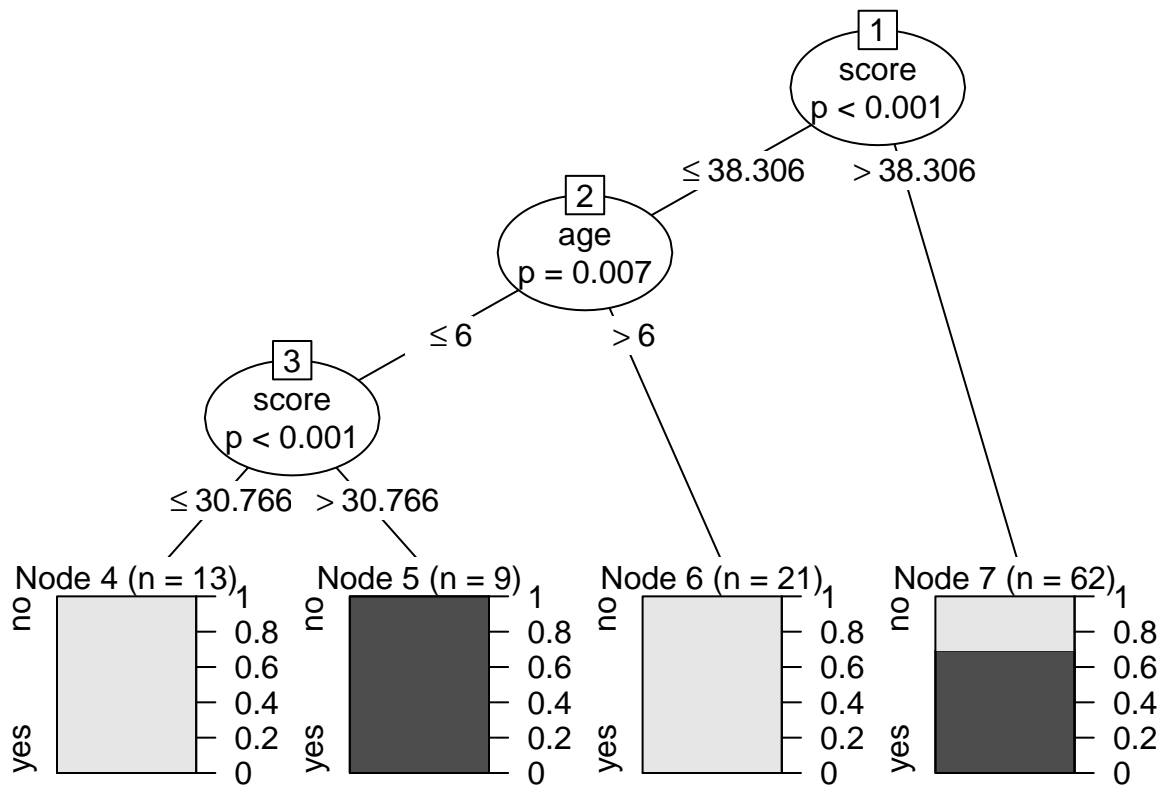 1
score
p < 0.001
≤ 38.306
> 38.306
2
age
p = 0.007
≤ 6
> 6
3
score
p < 0.001
≤ 30.766
> 30.766
Node 4 (n = 13)
yes
no
0
0.2
0.4
0.6
0.8
1
Node 5 (n = 9)
yes
no
0
0.2
0.4
0.6
0.8
1
Node 6 (n = 21)
yes
no
0
0.2
0.4
0.6
0.8
1
Node 7 (n = 62)
yes
no
0
0.2
0.4
0.6
0.8
1